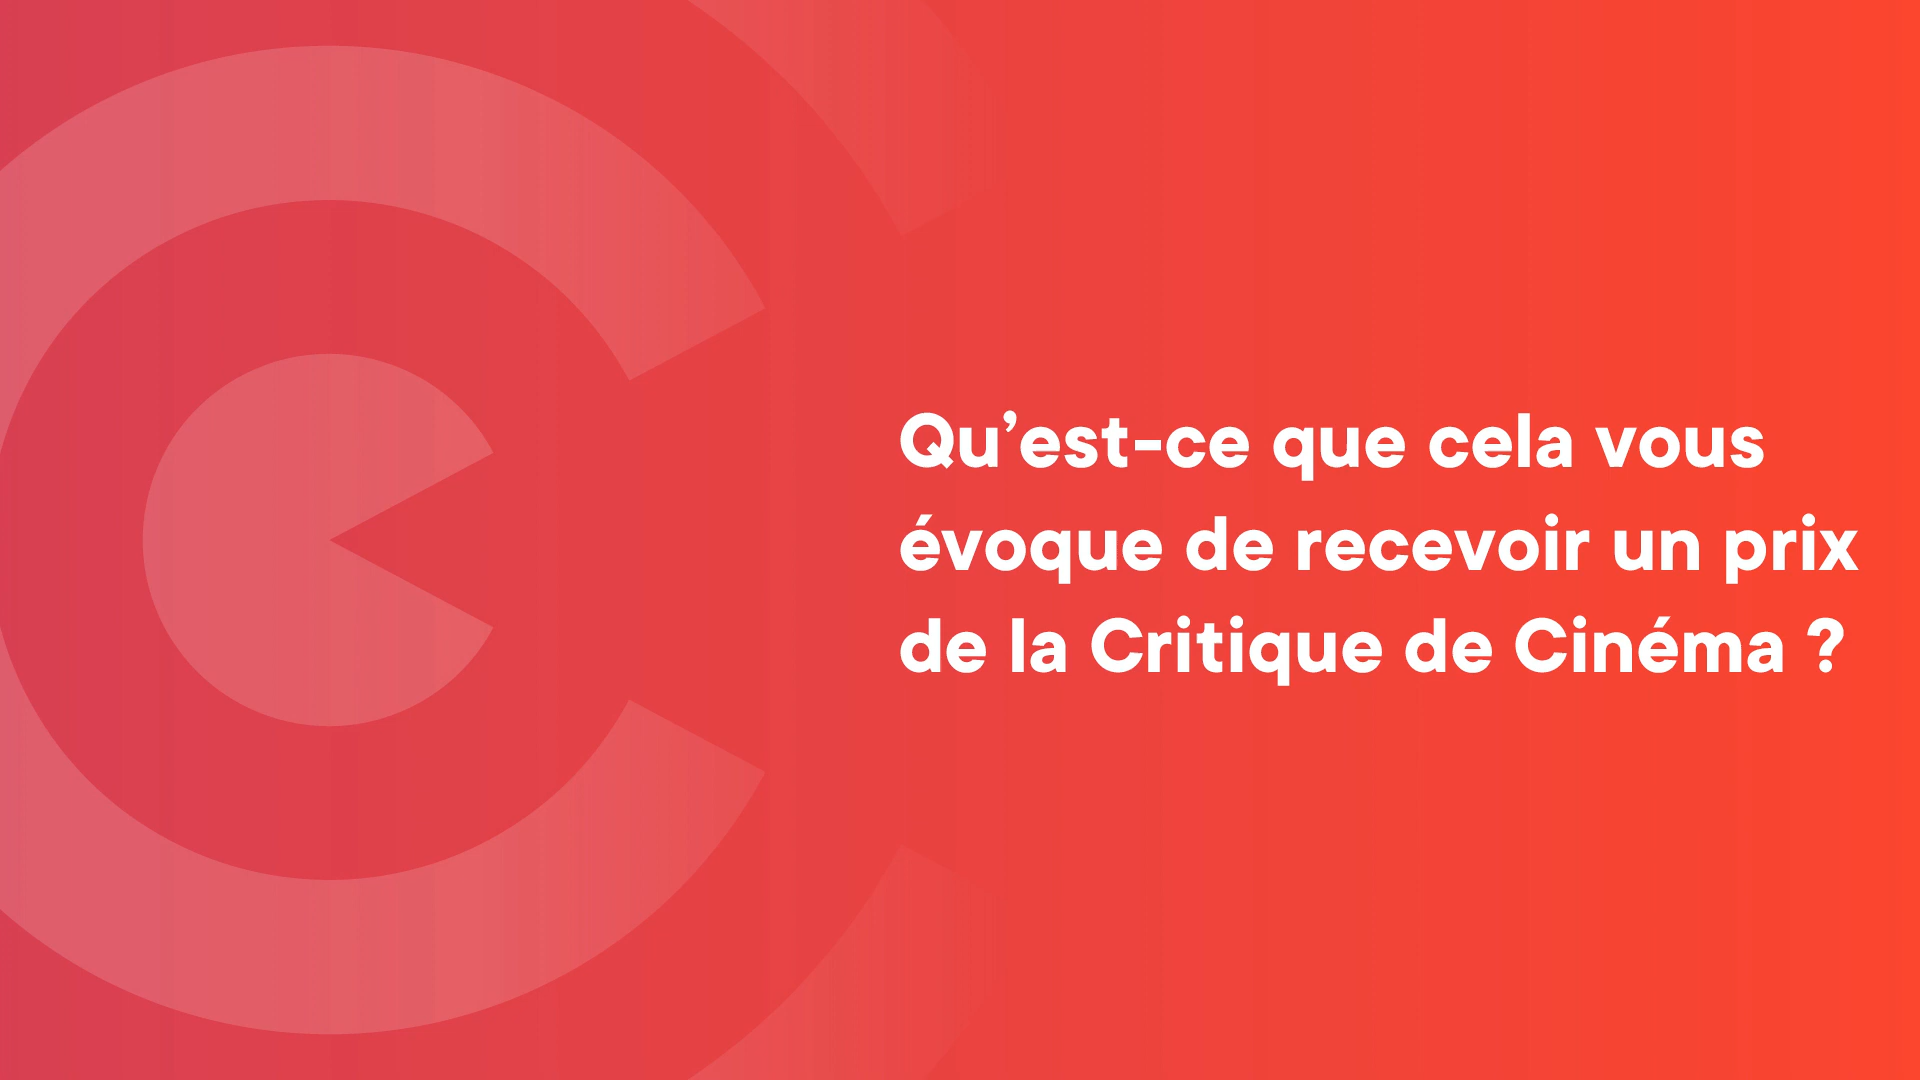 Qu’est-ce que cela vous
évoque de recevoir un prix
de la Critique de Cinéma ?